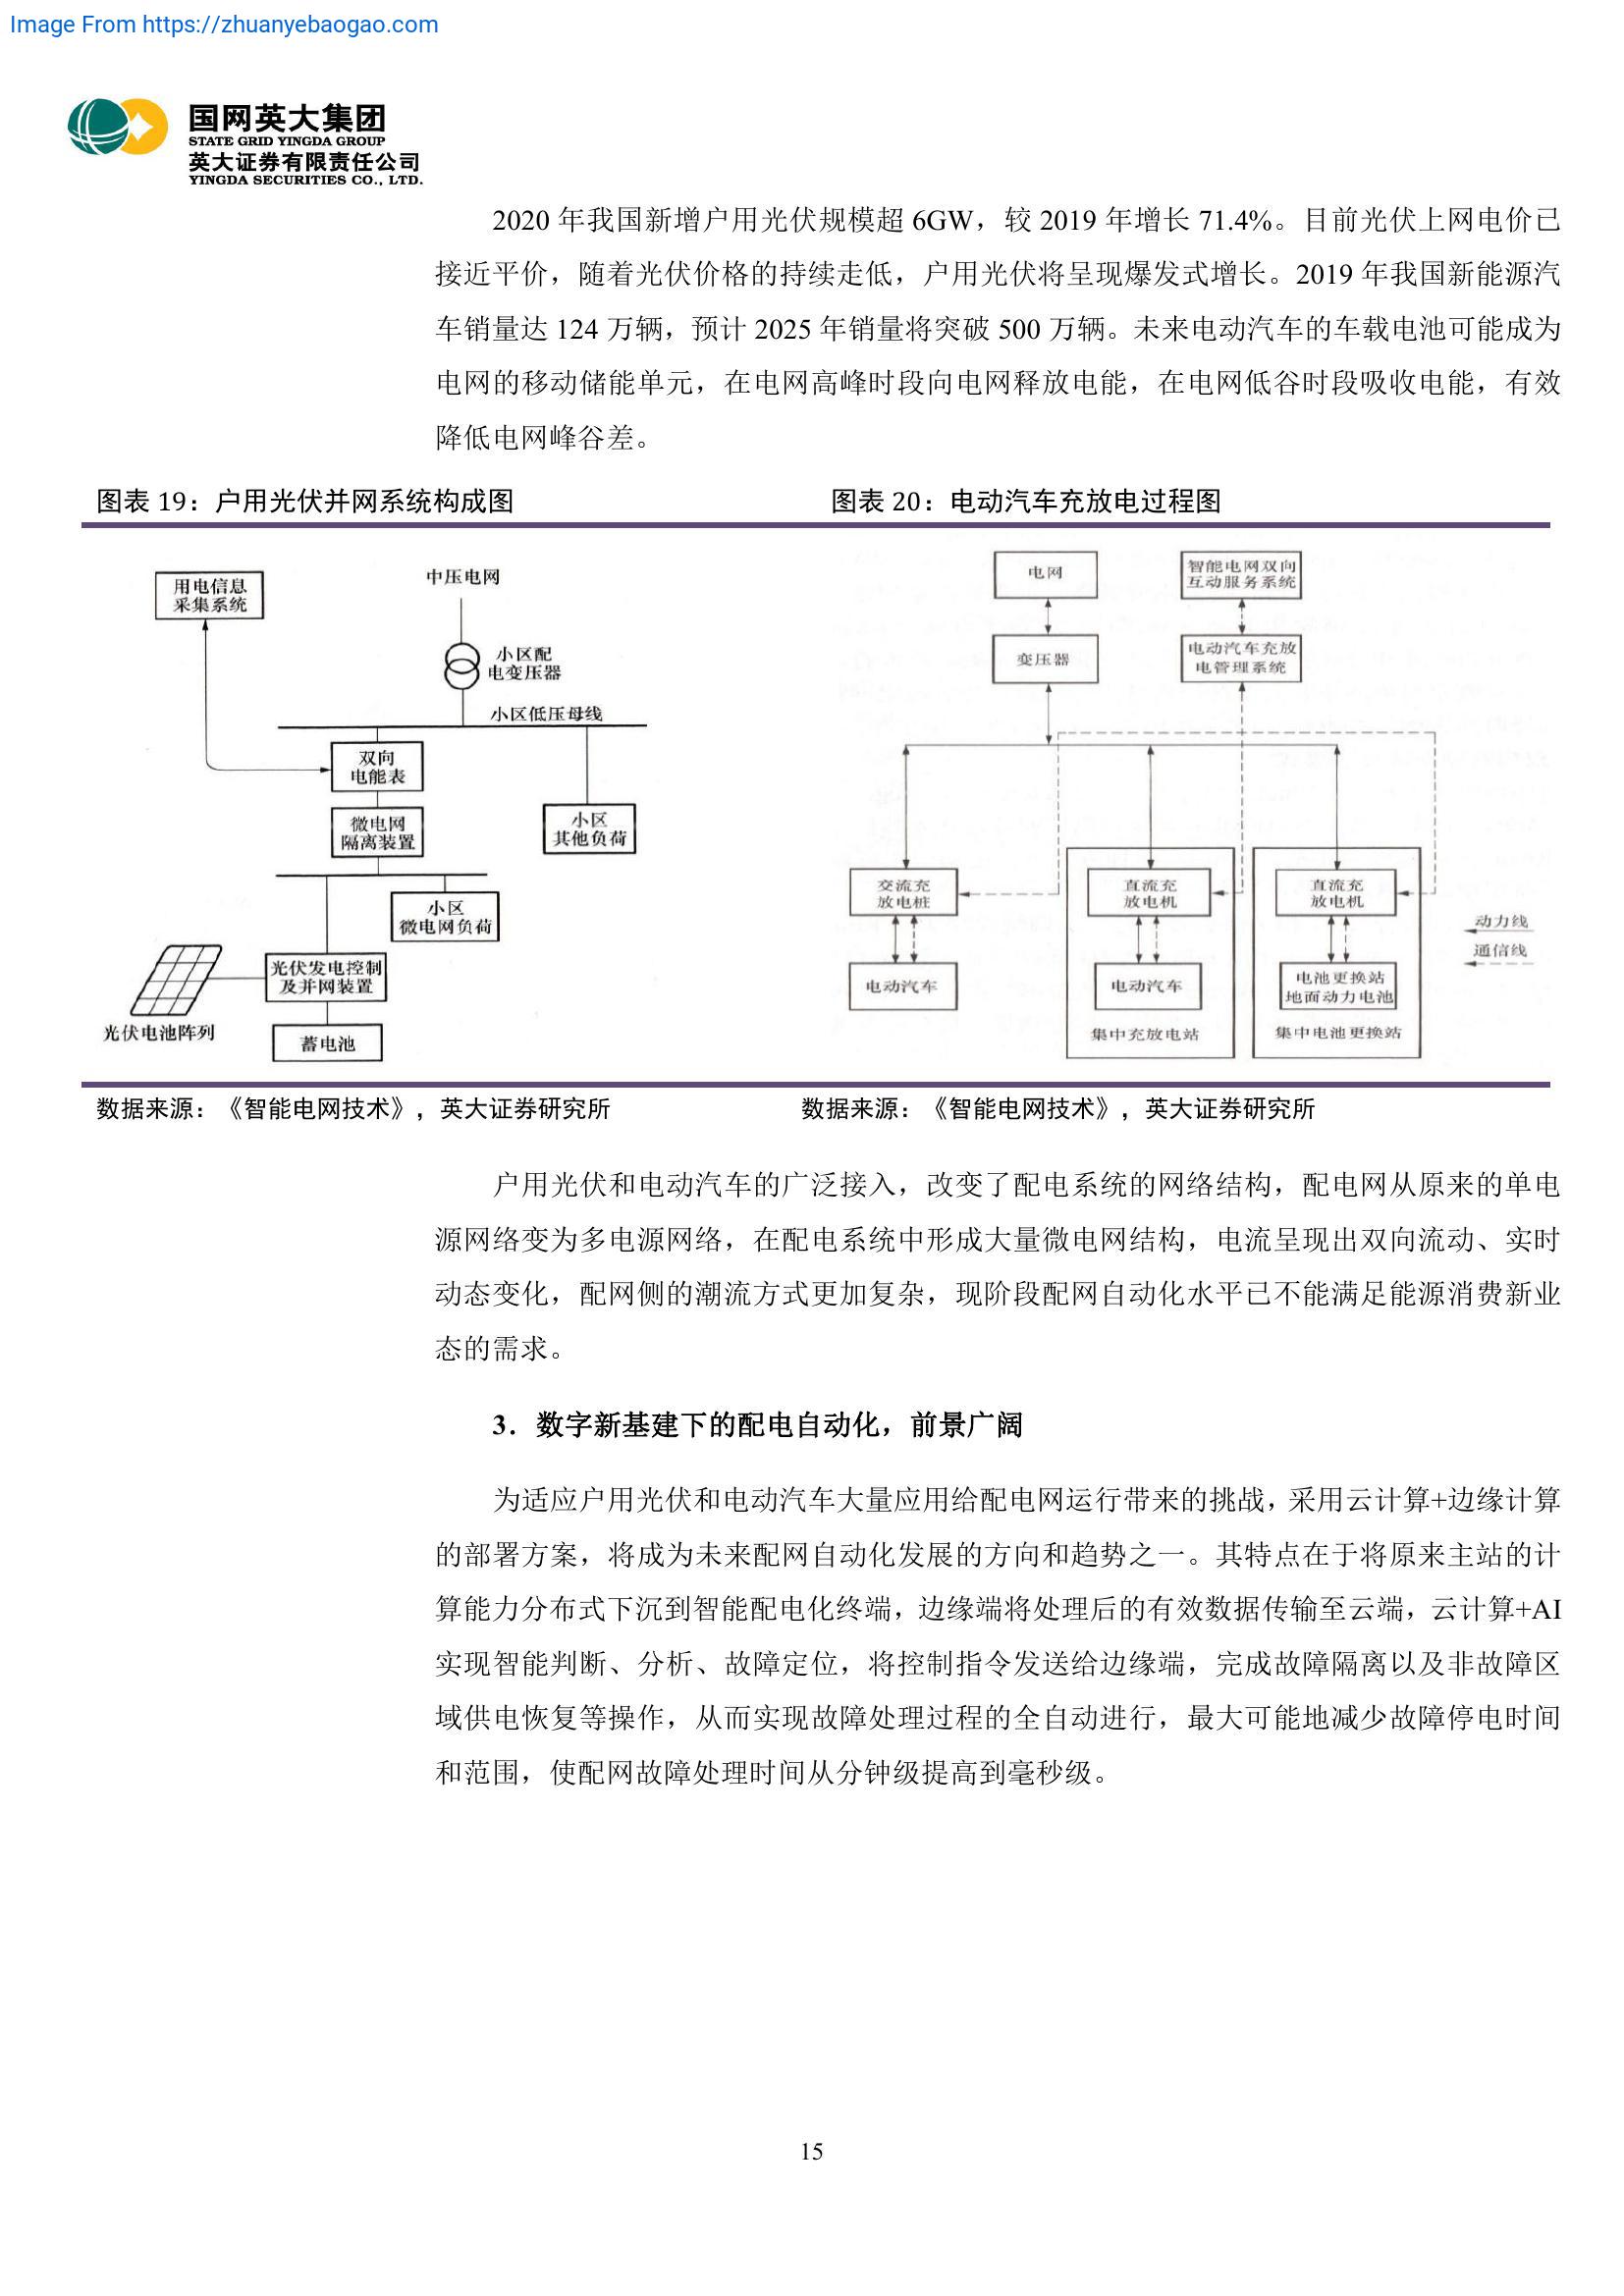 Image From https://zhuanyebaogao.com
国网英大集团
STATE GRID YINGDA GROUP
英大证券有限责任公司
YINGDA SECURITIES CO., LTD.
2020 年我国新增户用光伏规模超 6GW，较 2019 年增长 71.4%。目前光伏上网电价已
接近平价，随着光伏价格的持续走低，户用光伏将呈现爆发式增长。2019 年我国新能源汽
车销量达 124 万辆，预计 2025 年销量将突破 500 万辆。未来电动汽车的车载电池可能成为
电网的移动储能单元，在电网高峰时段向电网释放电能，在电网低谷时段吸收电能，有效
降低电网峰谷差。
图表 19：户用光伏并网系统构成图
用电信息
采集系统
中压电网
小区配
电变压器
小区低压母线
双向
电能表
微电网
隔离装置
小区
其他负荷
小区
微电网负荷
光伏发电控制
及并网装置
光伏电池阵列
蓄电池
数据来源：《智能电网技术》，英大证券研究所
图表 20：电动汽车充放电过程图
电网
智能电网双向
互动服务系统
变压器
电动汽车充放
电管理系统
交流充
放电桩
直流充
放电机
直流充
放电机
动力线
通信线
电动汽车
电动汽车
电池更换站
地面动力电池
集中充放电站
集中电池更换站
数据来源：《智能电网技术》，英大证券研究所
户用光伏和电动汽车的广泛接入，改变了配电系统的网络结构，配电网从原来的单电
源网络变为多电源网络，在配电系统中形成大量微电网结构，电流呈现出双向流动、实时
动态变化，配网侧的潮流方式更加复杂，现阶段配网自动化水平已不能满足能源消费新业
态的需求。
3．数字新基建下的配电自动化，前景广阔
为适应户用光伏和电动汽车大量应用给配电网运行带来的挑战，采用云计算+边缘计算
的部署方案，将成为未来配网自动化发展的方向和趋势之一。其特点在于将原来主站的计
算能力分布式下沉到智能配电化终端，边缘端将处理后的有效数据传输至云端，云计算+AI
实现智能判断、分析、故障定位，将控制指令发送给边缘端，完成故障隔离以及非故障区
域供电恢复等操作，从而实现故障处理过程的全自动进行，最大可能地减少故障停电时间
和范围，使配网故障处理时间从分钟级提高到毫秒级。
15